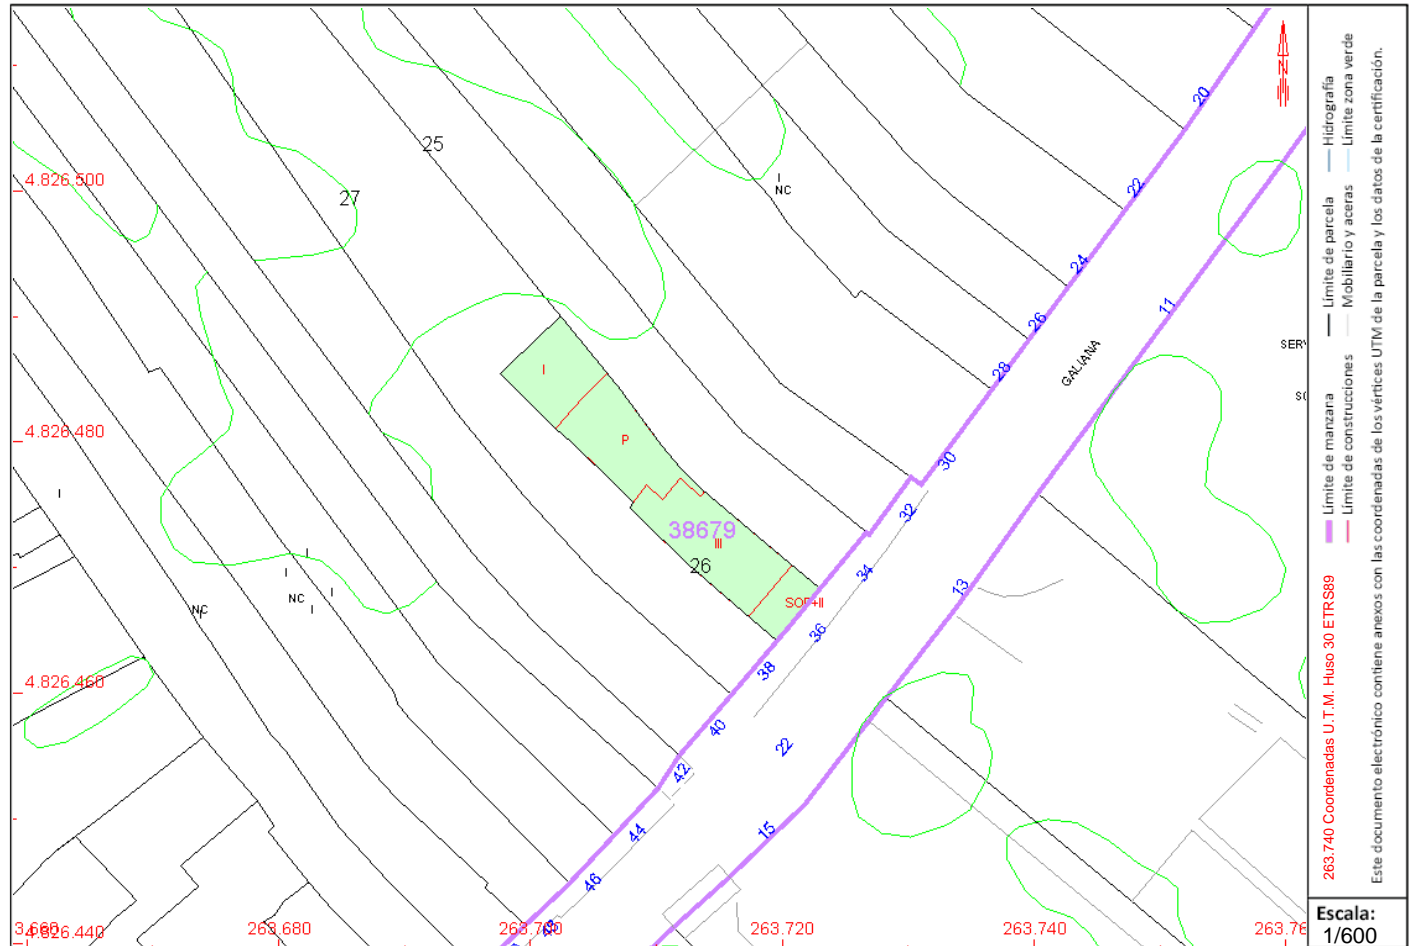 25
27
4.826.500
NC
20
22
24
26
28
11
GALIANA
30
4.826.480
I
P
38679
III
26
SOP+II
32
34
36
13
38
NC
NC
4.826.460
40
22
42
44
15
46
48
4.826.440
263.680
263.720
263.740
N
Hidrografía
Límite zona verde
Límite de parcela
Mobiliario y aceras
Límite de manzana
Límite de construcciones
263.740 Coordenadas U.T.M. Huso 30 ETRS89
Este documento electrónico contiene anexos con las coordenadas de los vértices UTM de la parcela y los datos de la certificación.
Escala:
1/600